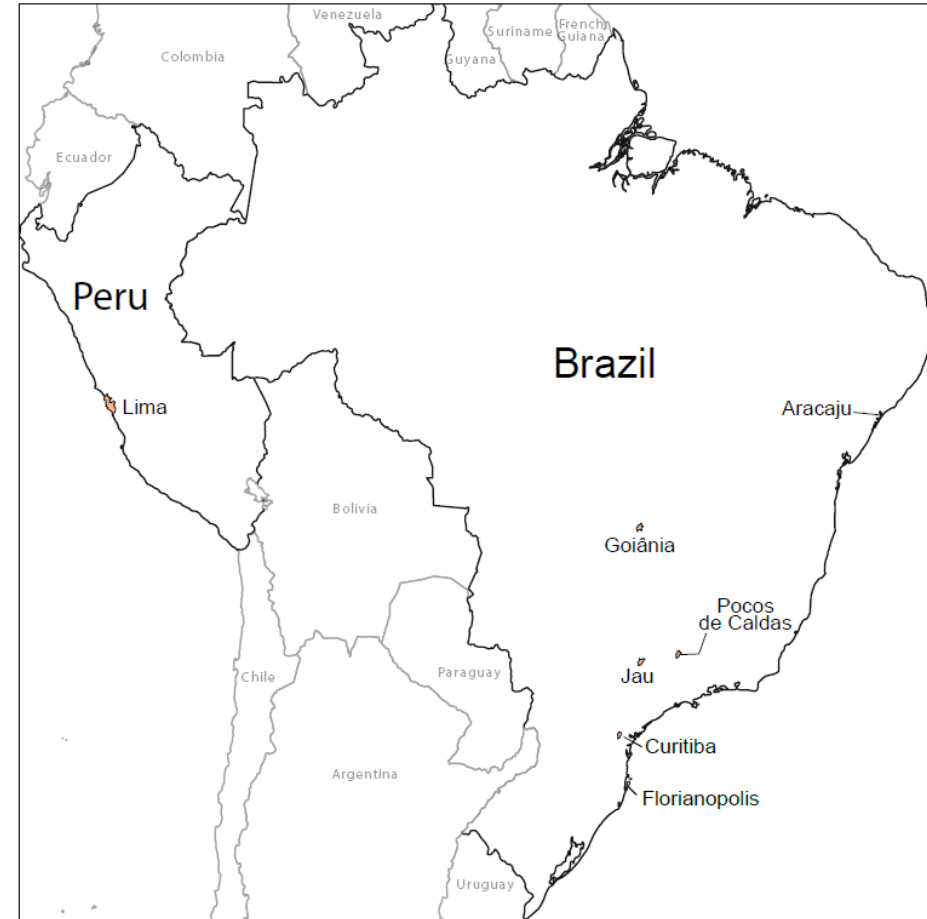 Venezuela
French
Guiana
Suriname
Guyana
Colombia
Ecuador
Peru
Brazil
Lima
Aracaju
Bolivia
Goiânia
Pocos
de Caldas
Paraguay
Chile
Jau
Curitiba
Argentina
Florianopolis
Uruguay